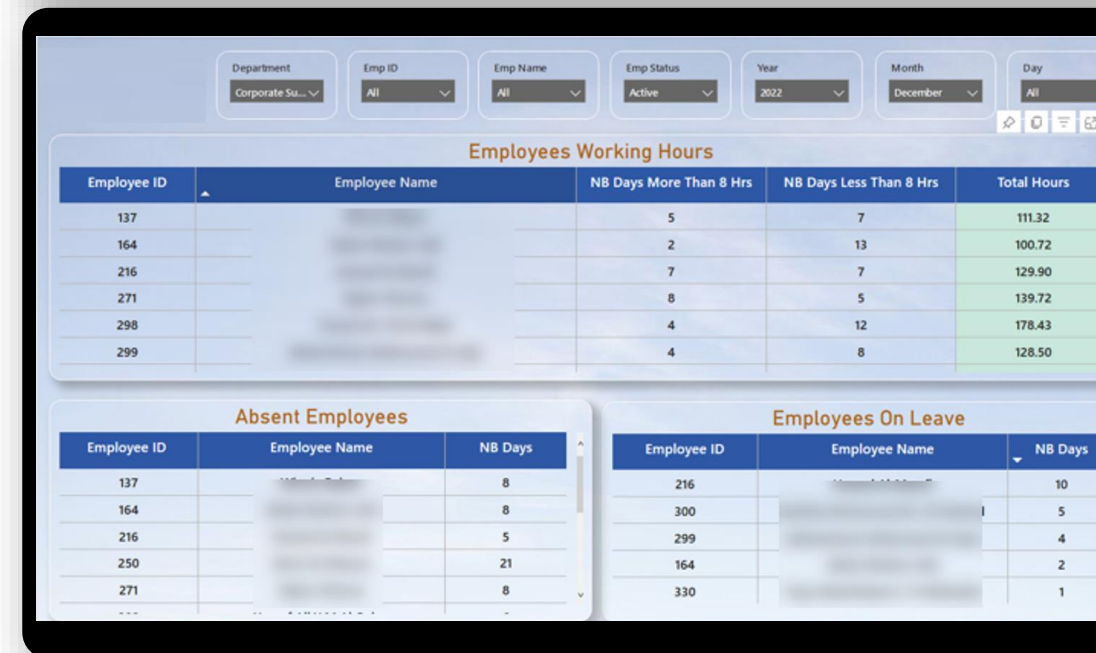 Department Emp ID Emp Name Emp Status Year Month Day
Corporate Su... All All Active 2022 December All
Employees Working Hours
Employee ID Employee Name NB Days More Than 8 Hrs NB Days Less Than 8 Hrs Total Hours
137 5 7 111.32
164 2 13 100.72
216 7 7 129.90
271 8 5 139.72
298 4 12 178.43
299 4 8 128.50
Absent Employees
Employee ID Employee Name NB Days
137 8
164 8
216 5
250 21
271 8
Employees On Leave
Employee ID Employee Name NB Days
216 10
300 5
299 4
164 2
330 1